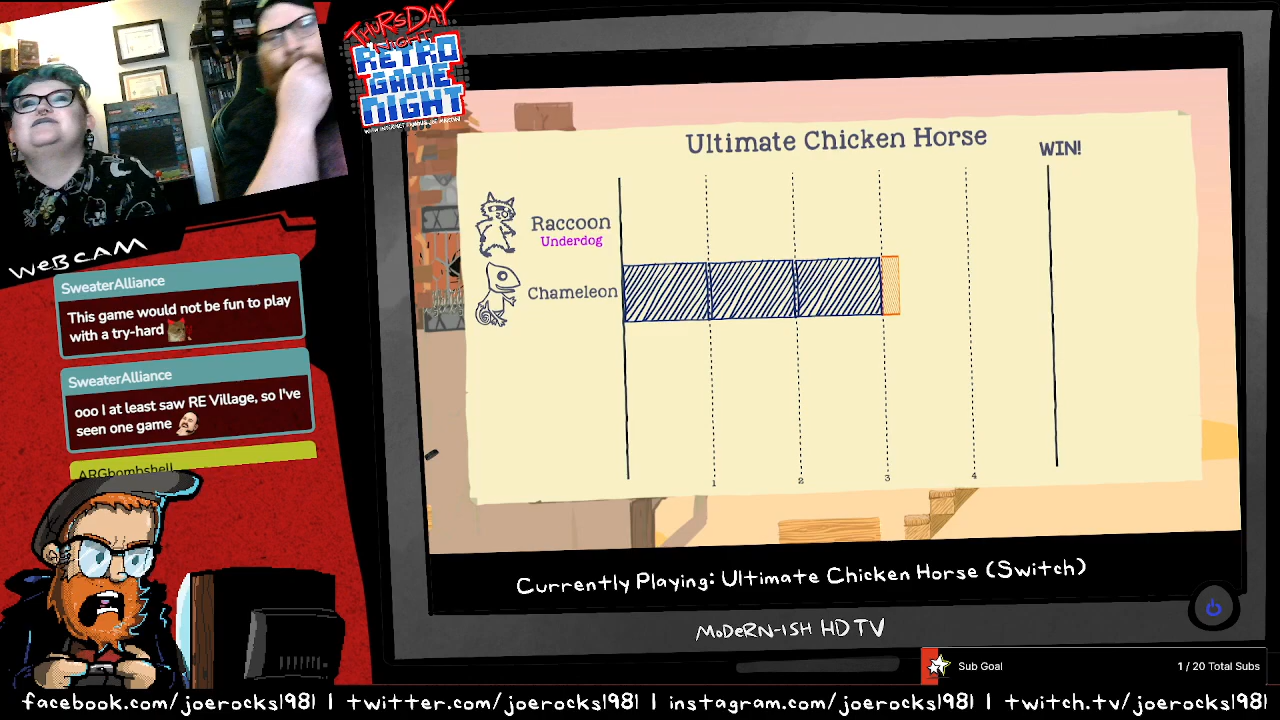 THURSDAY
NIGHT
RETRO
GAME
NIGHT
Ultimate Chicken Horse
WIN!
Raccoon
Underdog
Chameleon
1
2
3
4
WEBCAM
SweaterAlliance
This game would not be fun to play
with a try-hard
SweaterAlliance
ooo I at least saw RE Village, so I've
seen one game
ARGbombshell
Currently Playing: Ultimate Chicken Horse (Switch)
MODERN-ISH HDTV
Sub Goal
1 / 20 Total Subs
facebook.com/joerocks1981 | twitter.com/joerocks1981 | instagram.com/joerocks1981 | twitch.tv/joerocks1981